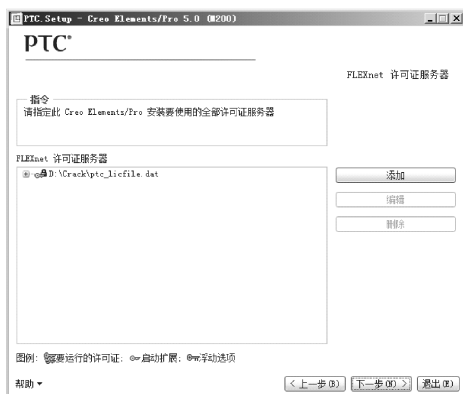 PTC.Setup - Creo Elements/Pro 5.0 (M200)
PTC®
FLEXnet 许可证服务器
指令
请指定此 Creo Elements/Pro 安装要使用的全部许可证服务器
FLEXnet 许可证服务器
D:\Crack\ptc_licfile.dat
添加
编辑
删除
图例: 要运行的许可证; 启动扩展; 浮动选项
帮助
< 上一步(B)
下一步(N) >
退出(E)